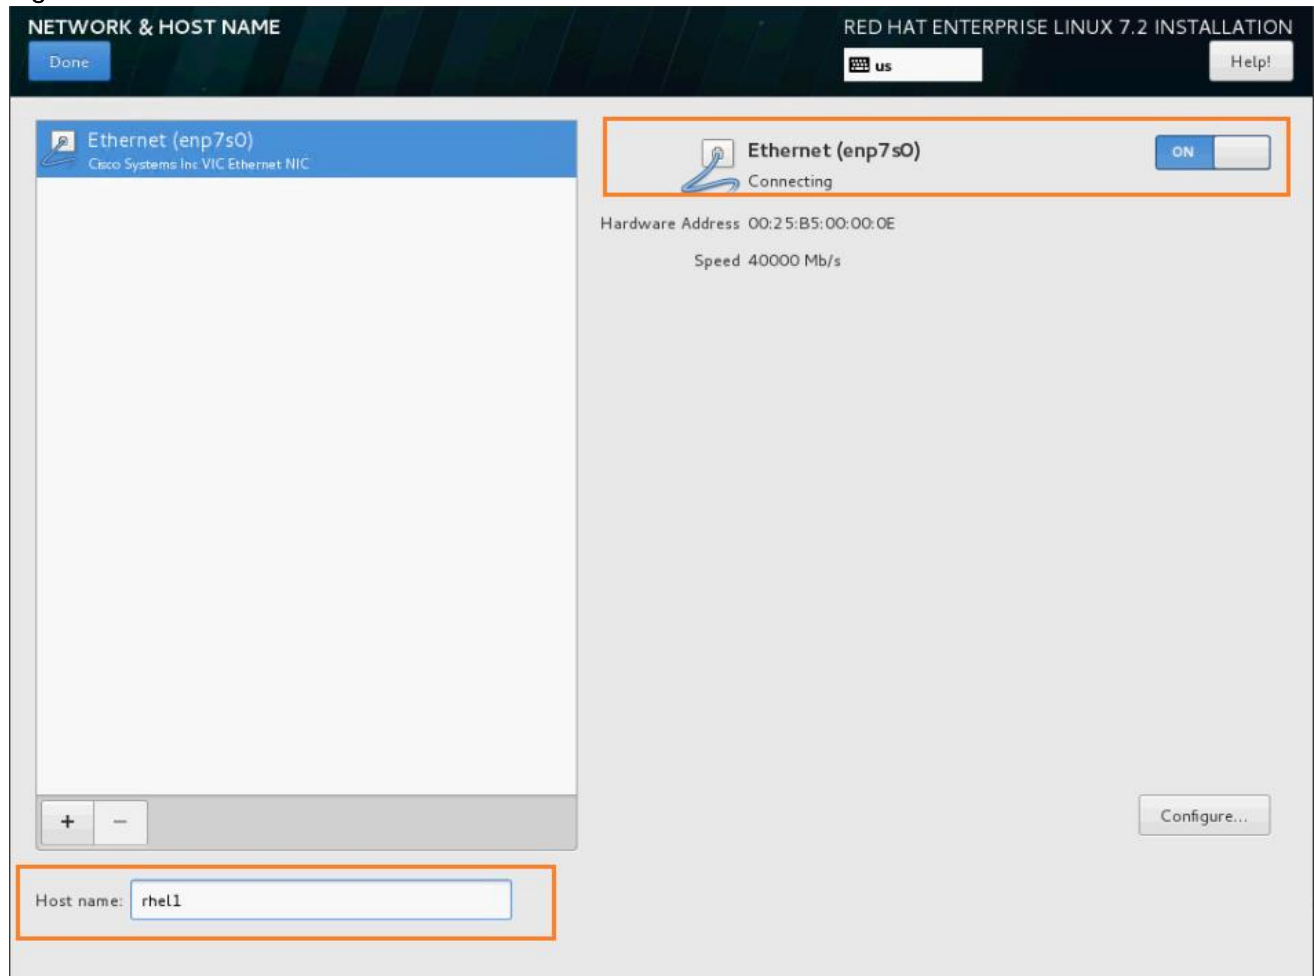 NETWORK & HOST NAME
RED HAT ENTERPRISE LINUX 7.2 INSTALLATION
Done
us
Help!
Ethernet (enp7s0)
Cisco Systems Inc VIC Ethernet NIC
Ethernet (enp7s0)
Connecting
ON
Hardware Address 00:25:B5:00:00:0E
Speed 40000 Mb/s
+ −
Configure...
Host name: rhel1